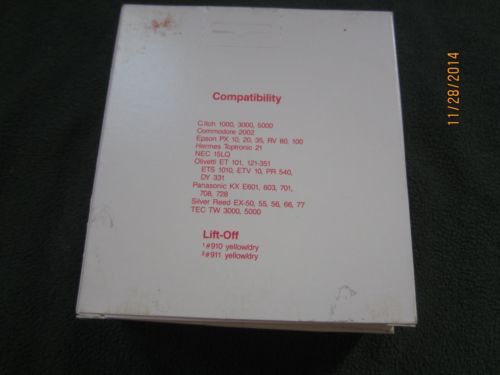 Compatibility
C.Itoh 1000, 3000, 5000
Commodore 2002
Epson PX 10, 20, 35, RV 80, 100
Hermes Toptronic 21
NEC 15LQ
Olivetti ET 101, 121-351
ETS 1010, ETV 10, PR 540,
DY 331
Panasonic KX E601, 603, 701,
708, 728
Silver Reed EX-50, 55, 56, 66, 77
TEC TW 3000, 5000
Lift-Off
1#910 yellow/dry
2#911 yellow/dry
11/28/2014